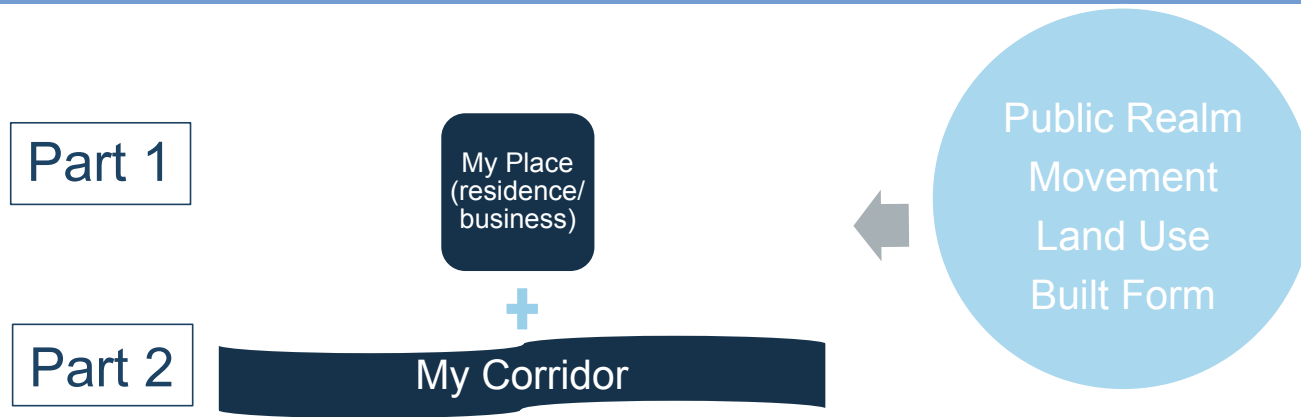 Part 1
My Place
(residence/
business)
Part 2
My Corridor
Public Realm
Movement
Land Use
Built Form